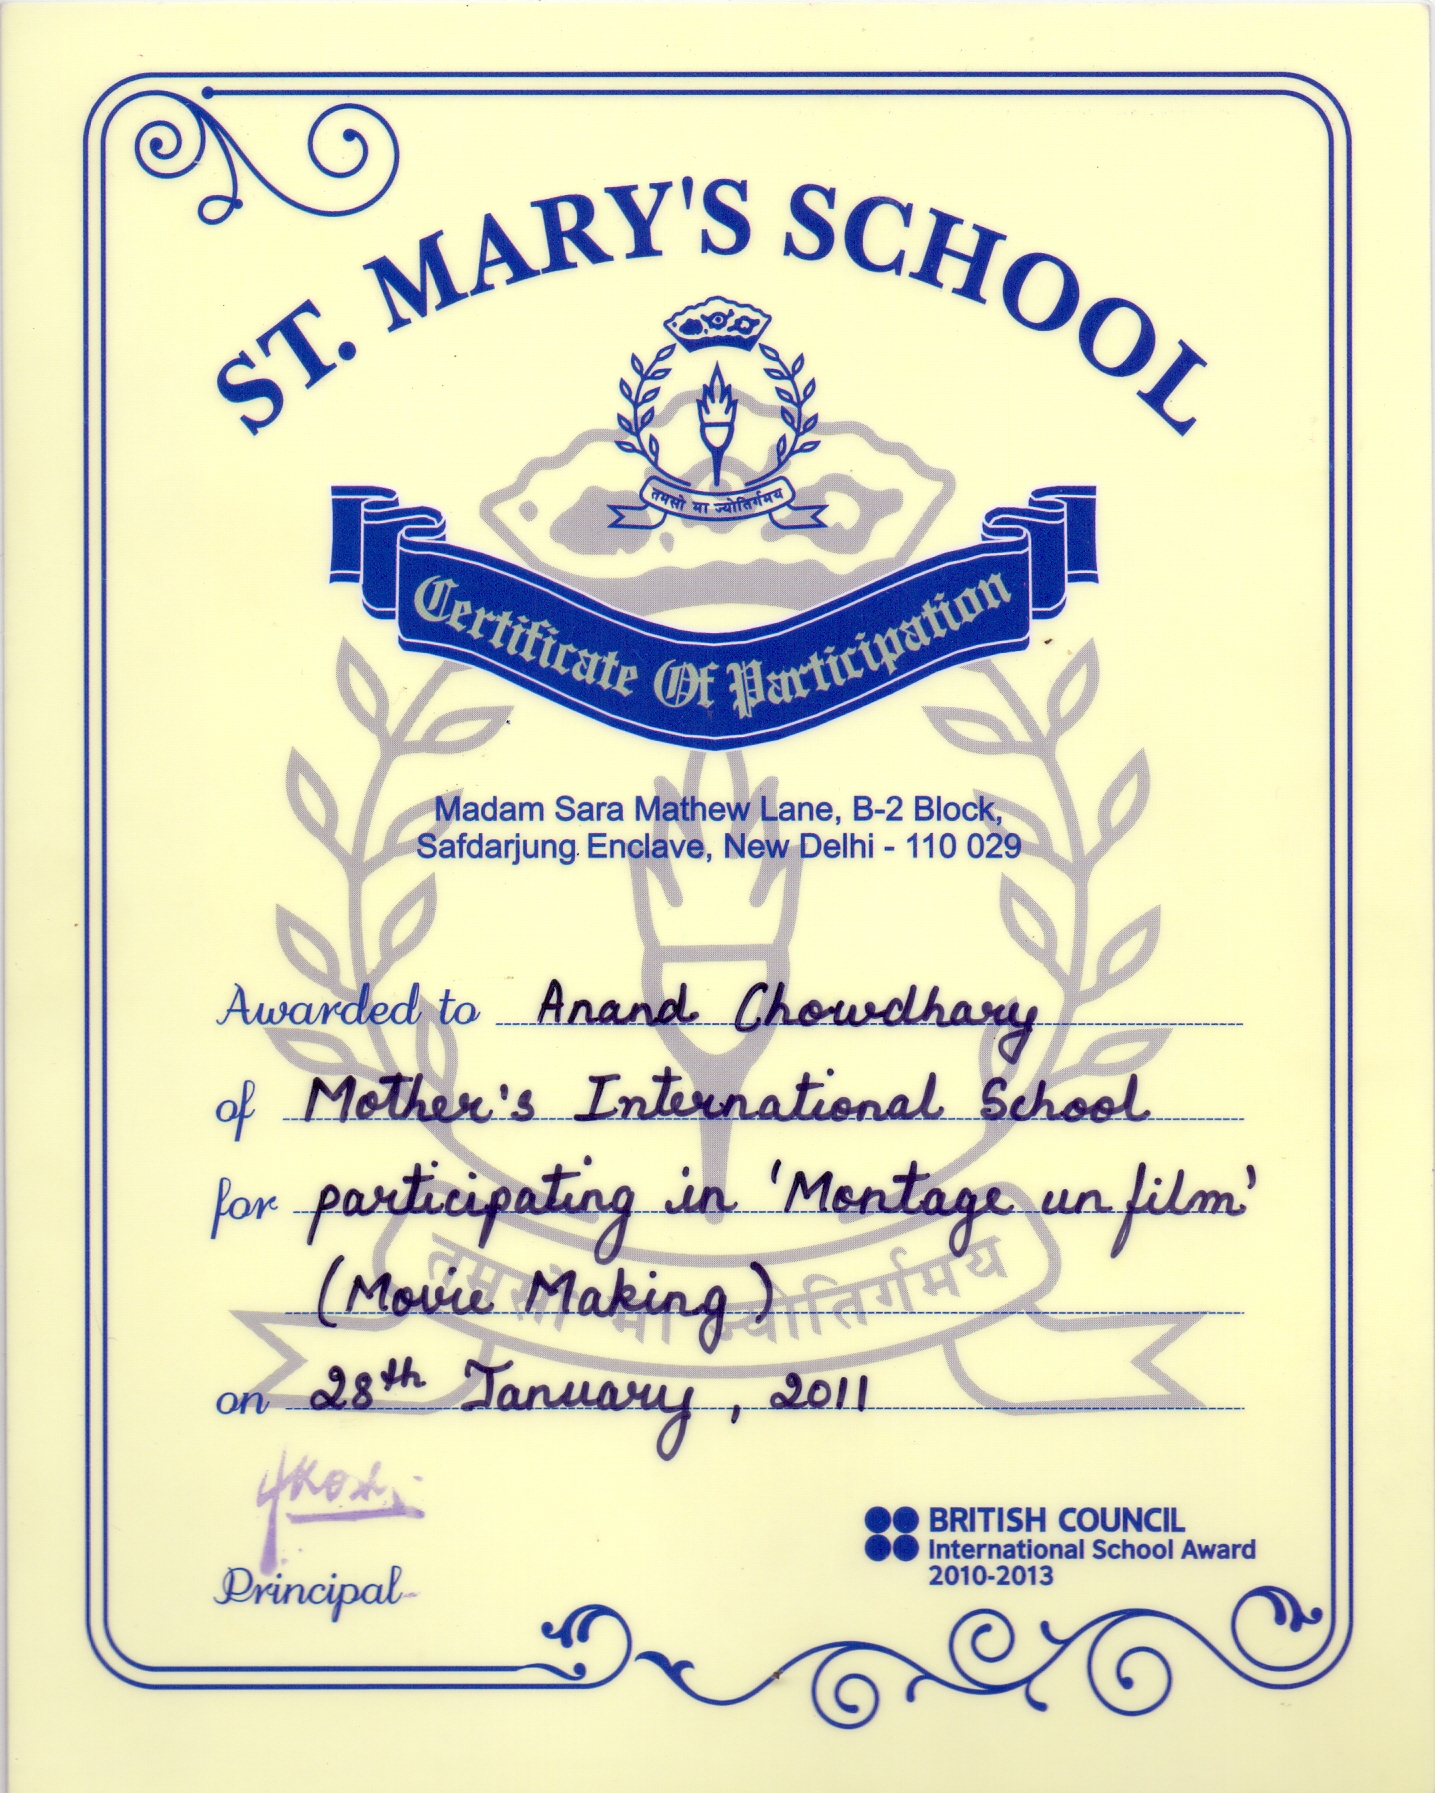 ST. MARY'S SCHOOL
तमसो मा ज्योतिर्गमय
Certificate Of Participation
Madam Sara Mathew Lane, B-2 Block,
Safdarjung Enclave, New Delhi - 110 029
Awarded to Anand Chowdhary
of Mother's International School
for participating in 'Montage un film'
(Movie Making)
तमसो मा ज्योतिर्गमय
on 28th January, 2011
Principal
BRITISH COUNCIL
International School Award
2010-2013